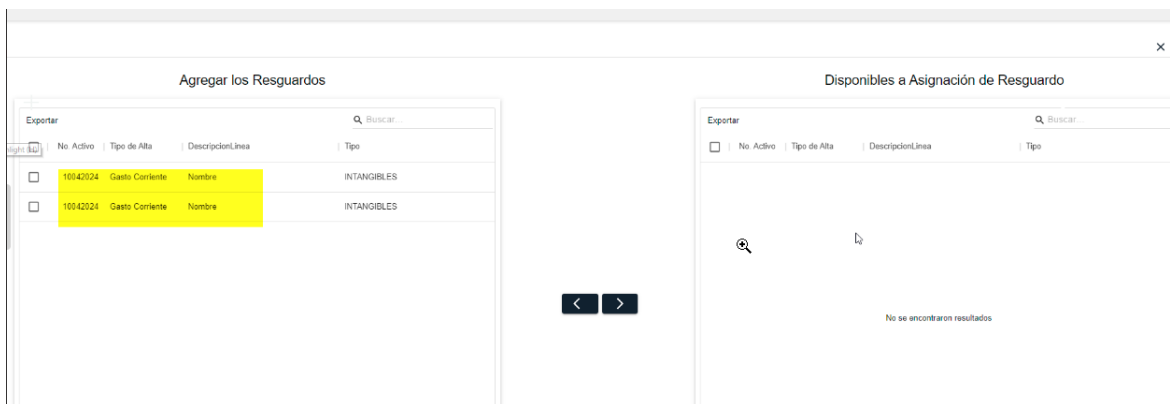 Agregar los Resguardos
Exportar
Buscar...
No. Activo Tipo de Alta DescripcionLinea Tipo
10042024 Gasto Corriente Nombre INTANGIBLES
10042024 Gasto Corriente Nombre INTANGIBLES
Disponibles a Asignación de Resguardo
Exportar
Buscar...
No. Activo Tipo de Alta DescripcionLinea Tipo
No se encontraron resultados